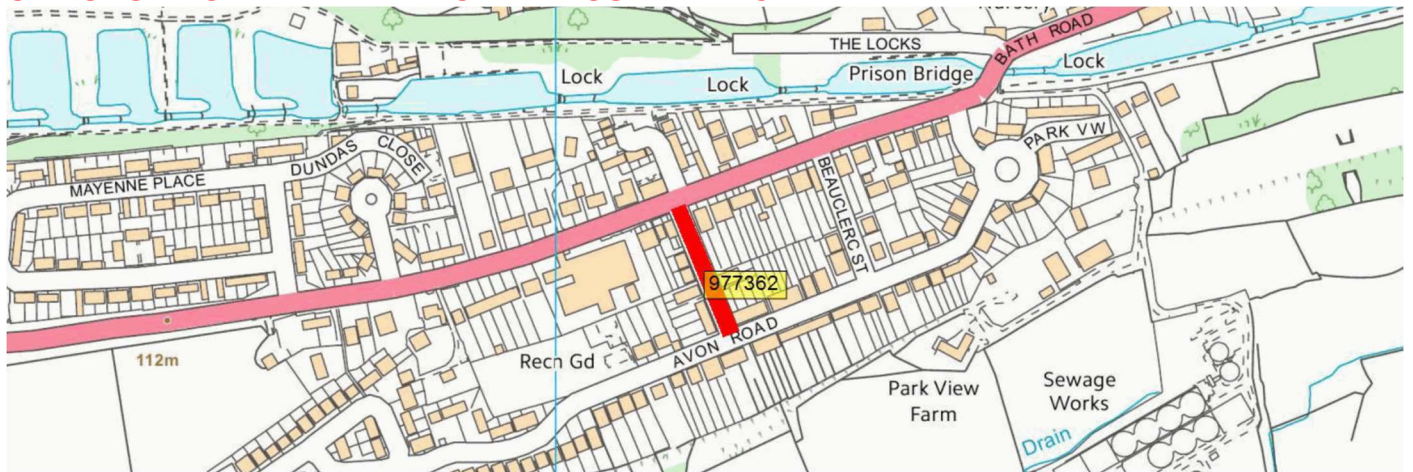 THE LOCKS
BATH ROAD
Lock
Lock
Prison Bridge
Lock
PARK VW
DUNDAS CLOSE
MAYENNE PLACE
BEAUCLERC ST
977362
AVON ROAD
112m
Recn Gd
Park View
Farm
Sewage
Works
Drain